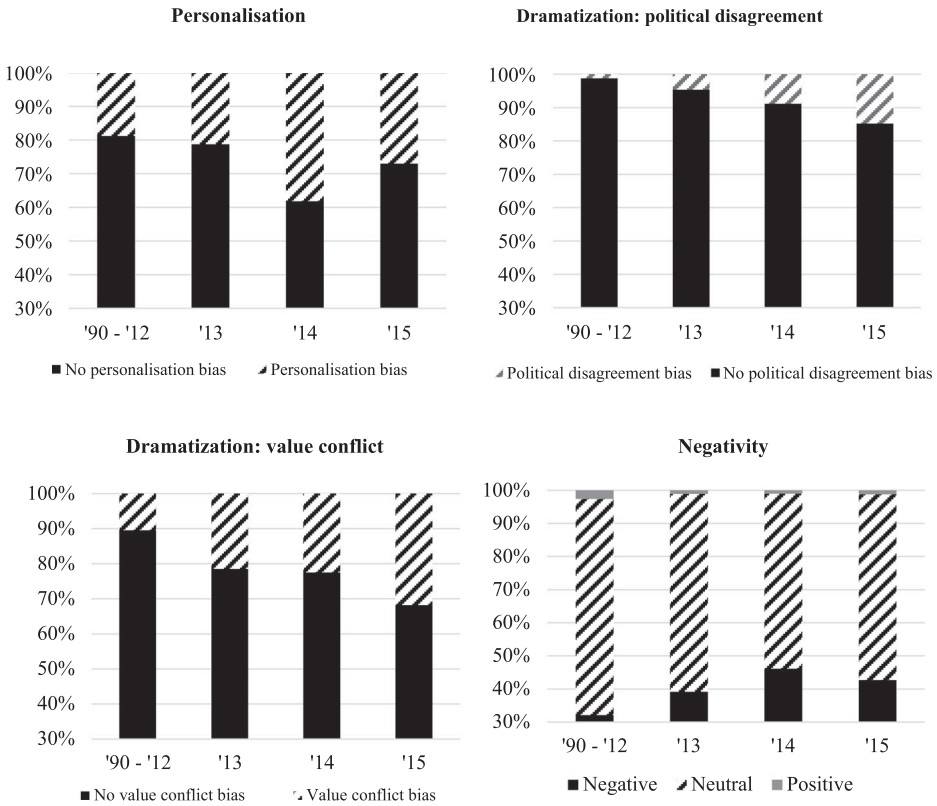 Personalisation
100%
90%
80%
70%
60%
50%
40%
30%
'90 - '12 '13 '14 '15
No personalisation bias Personalisation bias
Dramatization: political disagreement
100%
90%
80%
70%
60%
50%
40%
30%
'90 - '12 '13 '14 '15
Political disagreement bias No political disagreement bias
Dramatization: value conflict
100%
90%
80%
70%
60%
50%
40%
30%
'90 - '12 '13 '14 '15
No value conflict bias Value conflict bias
Negativity
100%
90%
80%
70%
60%
50%
40%
30%
'90 - '12 '13 '14 '15
Negative Neutral Positive